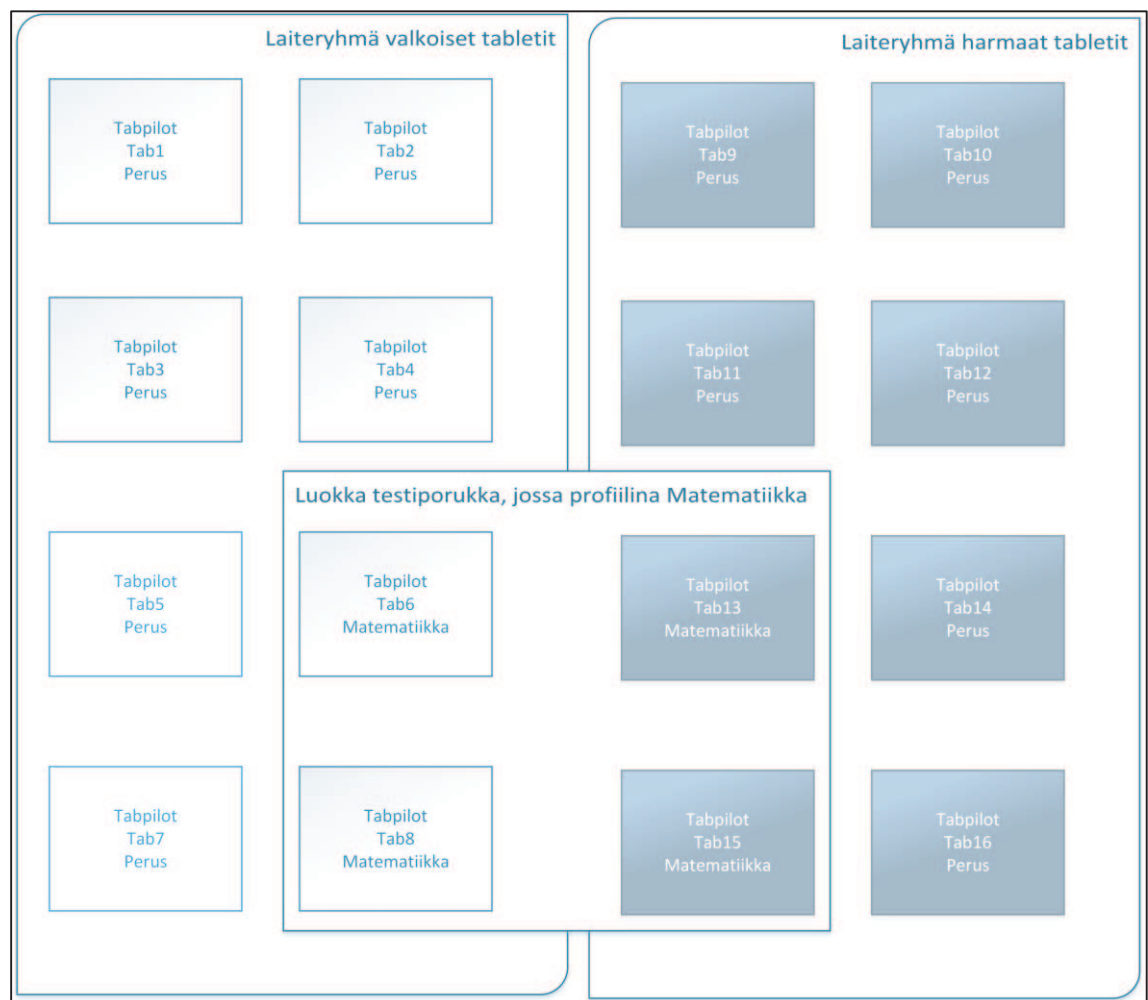 Laiteryhmä valkoiset tabletit
Tabpilot
Tab1
Perus
Tabpilot
Tab2
Perus
Tabpilot
Tab3
Perus
Tabpilot
Tab4
Perus
Tabpilot
Tab5
Perus
Tabpilot
Tab7
Perus
Laiteryhmä harmaat tabletit
Tabpilot
Tab9
Perus
Tabpilot
Tab10
Perus
Tabpilot
Tab11
Perus
Tabpilot
Tab12
Perus
Tabpilot
Tab14
Perus
Tabpilot
Tab16
Perus
Luokka testiporukka, jossa profiilina Matematiikka
Tabpilot
Tab6
Matematiikka
Tabpilot
Tab13
Matematiikka
Tabpilot
Tab8
Matematiikka
Tabpilot
Tab15
Matematiikka